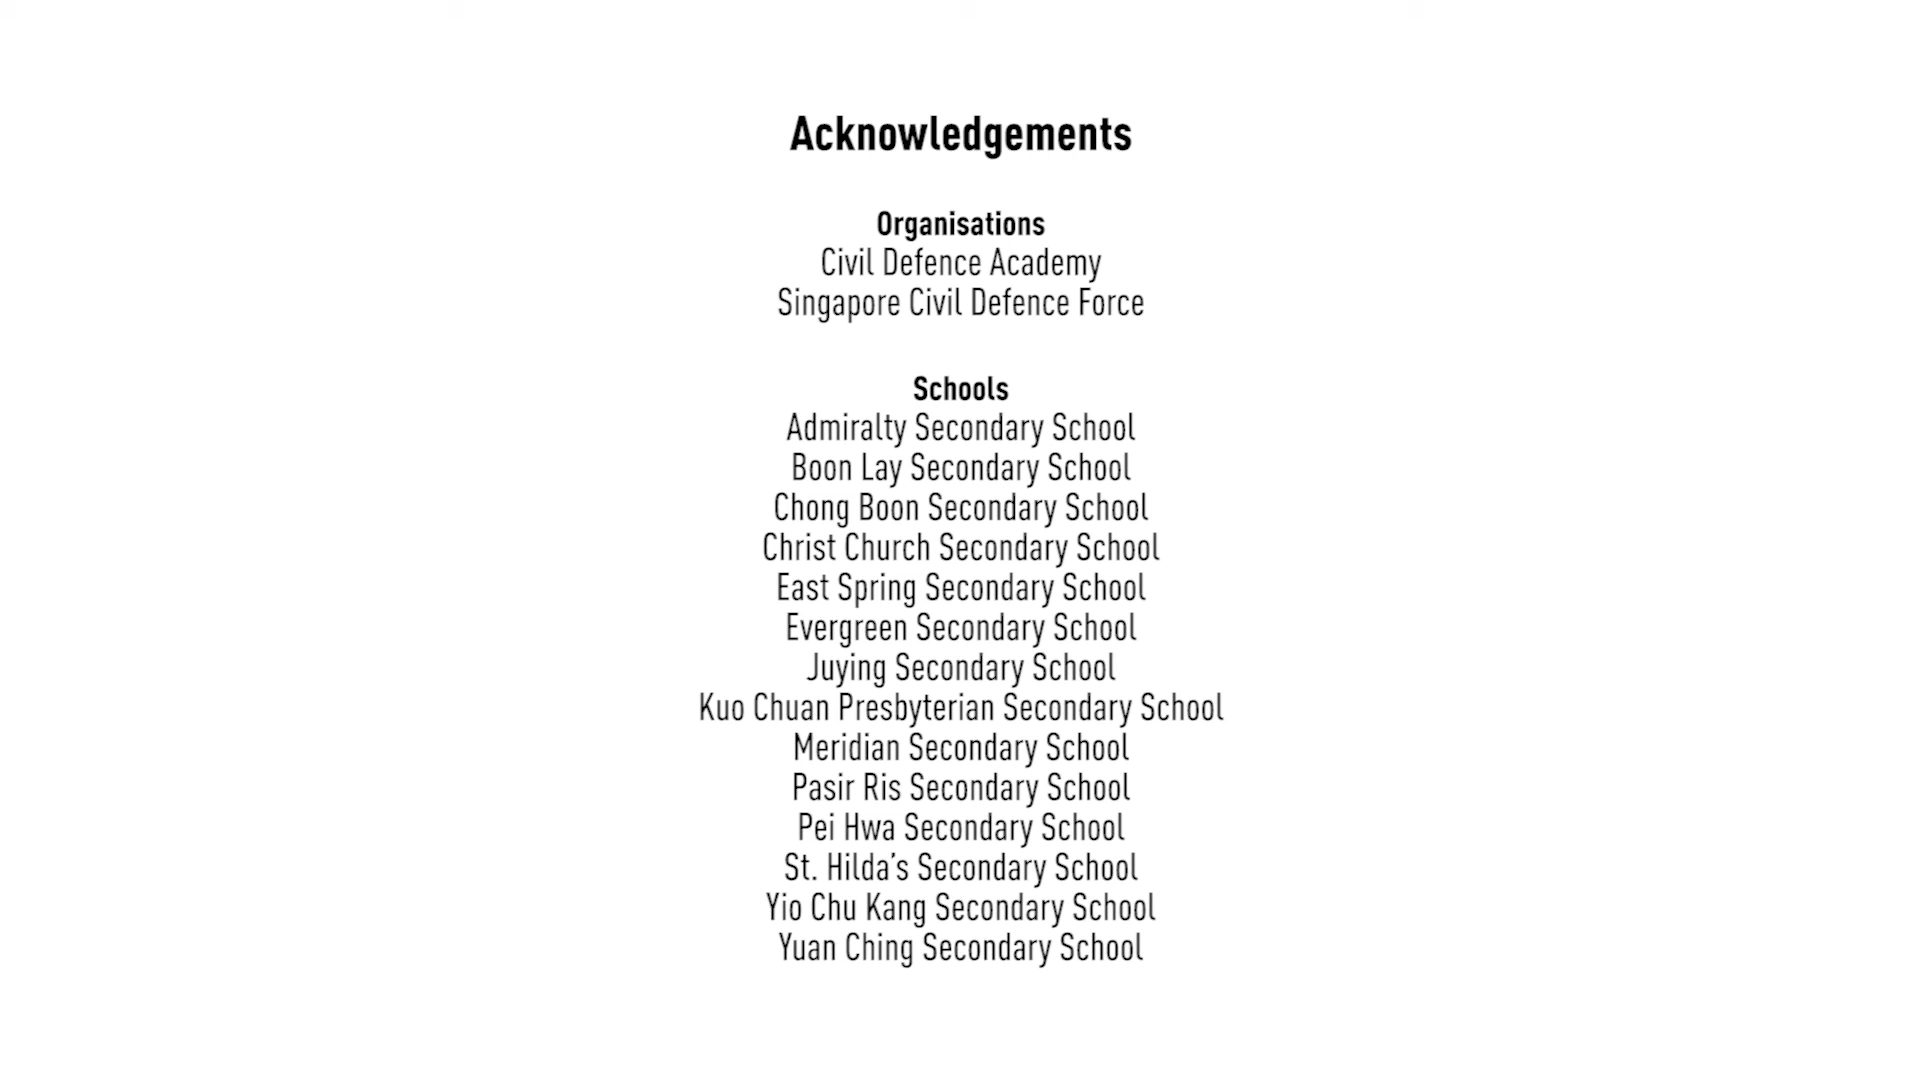 Acknowledgements
Organisations
Civil Defence Academy
Singapore Civil Defence Force
Schools
Admiralty Secondary School
Boon Lay Secondary School
Chong Boon Secondary School
Christ Church Secondary School
East Spring Secondary School
Evergreen Secondary School
Juying Secondary School
Kuo Chuan Presbyterian Secondary School
Meridian Secondary School
Pasir Ris Secondary School
Pei Hwa Secondary School
St. Hilda’s Secondary School
Yio Chu Kang Secondary School
Yuan Ching Secondary School